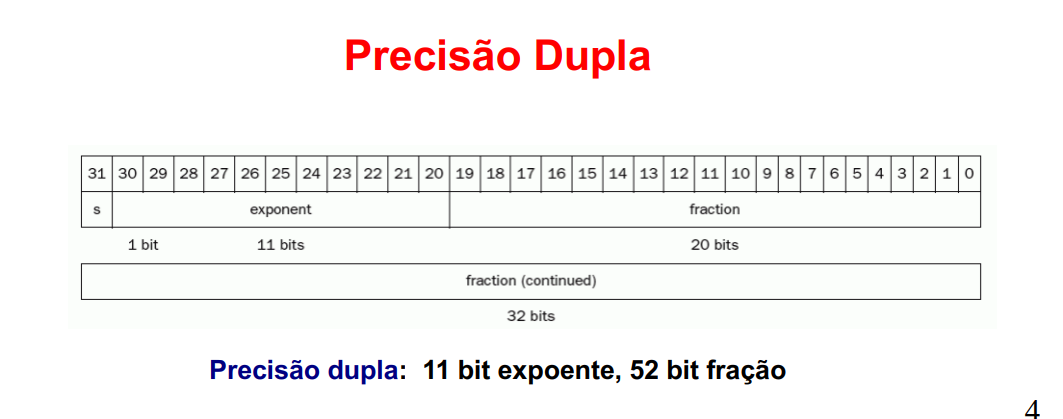 Precisão Dupla
31 30 29 28 27 26 25 24 23 22 21 20 19 18 17 16 15 14 13 12 11 10 9 8 7 6 5 4 3 2 1 0
s exponent fraction
1 bit 11 bits 20 bits
fraction (continued)
32 bits
Precisão dupla: 11 bit expoente, 52 bit fração
4